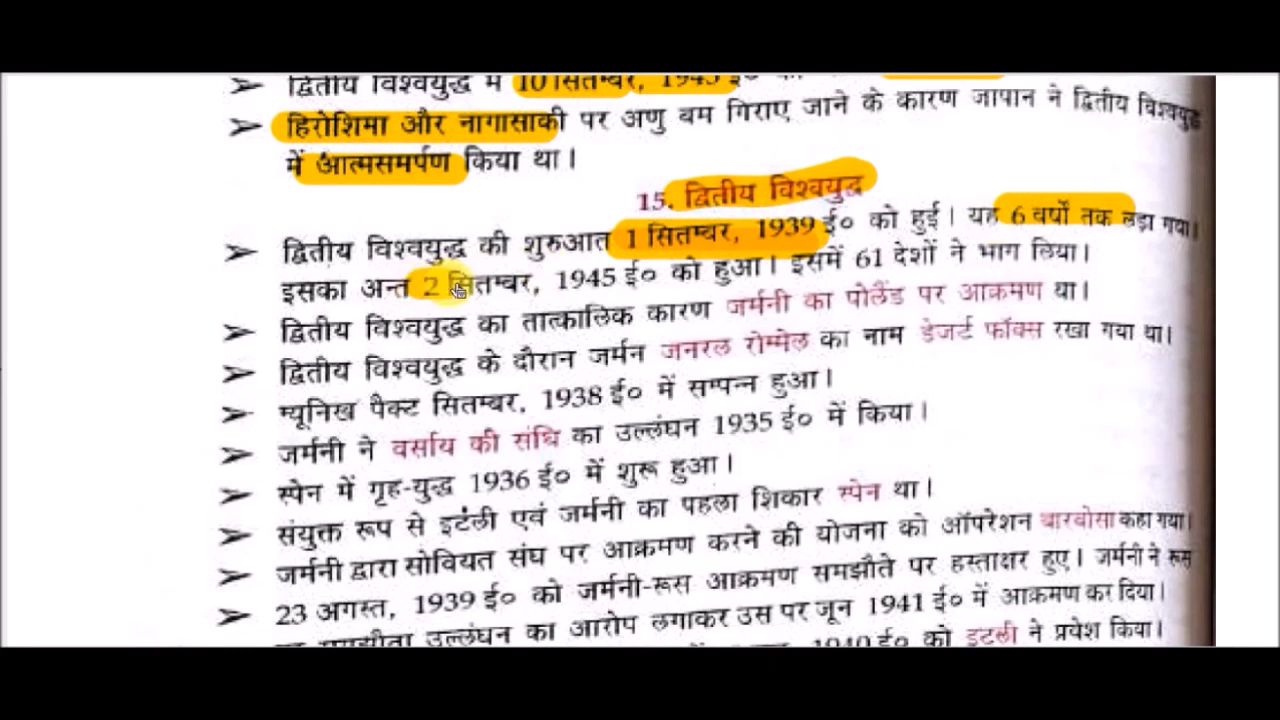 ➢ द्वितीय विश्वयुद्ध में 10 सितम्बर, 1943 ई०
➢ हिरोशिमा और नागासाकी पर अणु बम गिराए जाने के कारण जापान ने द्वितीय विश्वयुद्ध
में आत्मसमर्पण किया था।
15. द्वितीय विश्वयुद्ध
➢ द्वितीय विश्वयुद्ध की शुरुआत 1 सितम्बर, 1939 ई० को हुई। यह 6 वर्षों तक लड़ा गया।
इसका अन्त 2 सितम्बर, 1945 ई० को हुआ। इसमें 61 देशों ने भाग लिया।
➢ द्वितीय विश्वयुद्ध का तात्कालिक कारण जर्मनी का पोलैंड पर आक्रमण था।
➢ द्वितीय विश्वयुद्ध के दौरान जर्मन जनरल रोम्मेल का नाम डेजर्ट फॉक्स रखा गया था।
➢ म्यूनिख पैक्ट सितम्बर, 1938 ई० में सम्पन्न हुआ।
➢ जर्मनी ने वर्साय की संधि का उल्लंघन 1935 ई० में किया।
➢ स्पेन में गृह-युद्ध 1936 ई० में शुरू हुआ।
➢ संयुक्त रूप से इटली एवं जर्मनी का पहला शिकार स्पेन था।
➢ जर्मनी द्वारा सोवियत संघ पर आक्रमण करने की योजना को ऑपरेशन बारबोसा कहा गया।
➢ 23 अगस्त, 1939 ई० को जर्मनी-रूस आक्रमण समझौते पर हस्ताक्षर हुए। जर्मनी ने रूस
समझौता उल्लंघन का आरोप लगाकर उस पर जून 1941 ई० में आक्रमण कर दिया।
1940 ई० को इटली ने प्रवेश किया।